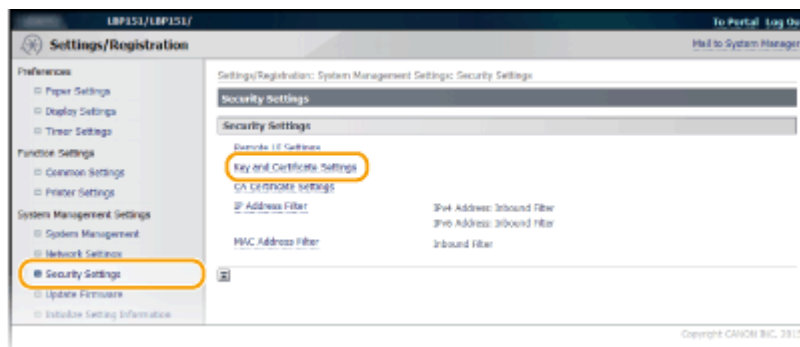 LBP151/LBP151/
To Portal Log Ou
Settings/Registration
Mail to System Manager
Preferences
Paper Settings
Display Settings
Timer Settings
Function Settings
Common Settings
Printer Settings
System Management Settings
System Management
Network Settings
Security Settings
Update Firmware
Initialize Setting Information
Settings/Registration: System Management Settings: Security Settings
Security Settings
Security Settings
Remote UI Settings
Key and Certificate Settings
CA Certificate Settings
IP Address Filter
IPv4 Address: Inbound Filter
IPv6 Address: Inbound Filter
MAC Address Filter
Inbound Filter
Copyright CANON INC. 2013